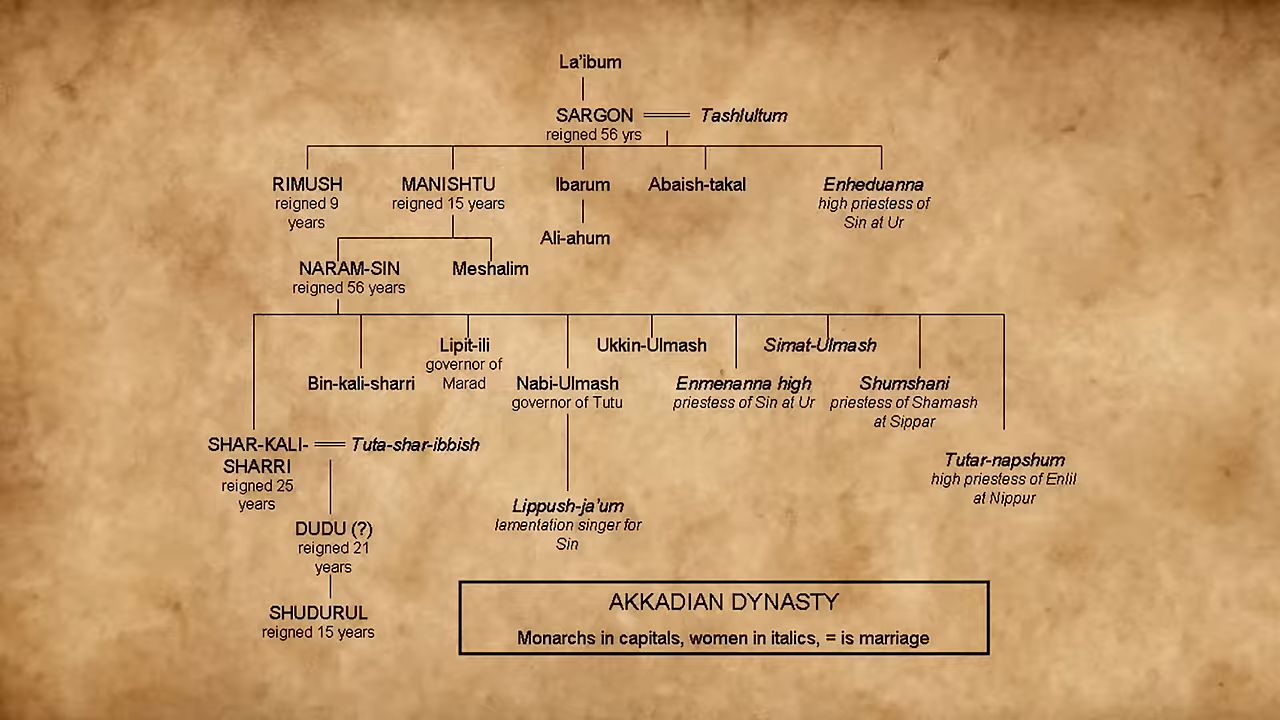 La'ibum
SARGON Tashlultum
reigned 56 yrs
RIMUSH MANISHTU Ibarum Abaish-takal Enheduanna
reigned 9 reigned 15 years high priestess of
years Sin at Ur
Ali-ahum
NARAM-SIN Meshalim
reigned 56 years
Lipit-ili Ukkin-Ulmash Simat-Ulmash
governor of
Marad
Bin-kali-sharri Nabi-Ulmash Enmenanna high Shumshani
governor of Tutu priestess of Sin at Ur priestess of Shamash
at Sippar
SHAR-KALI- Tuta-shar-ibbish
SHARRI
reigned 25
years
Tutar-napshum
high priestess of Enlil
at Nippur
Lippush-ja'um
lamentation singer for
Sin
DUDU (?)
reigned 21
years
SHUDURUL
reigned 15 years
AKKADIAN DYNASTY
Monarchs in capitals, women in italics, = is marriage